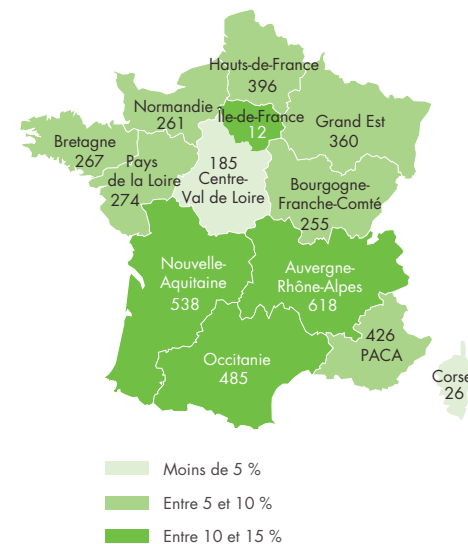 Hauts-de-France
396
Normandie
261
Île-de-France
12
Grand Est
360
Bretagne
267
Pays
de la Loire
274
185
Centre-
Val de Loire
Bourgogne-
Franche-Comté
255
Nouvelle-
Aquitaine
538
Auvergne-
Rhône-Alpes
618
426
PACA
Occitanie
485
Corse
26
Moins de 5 %
Entre 5 et 10 %
Entre 10 et 15 %